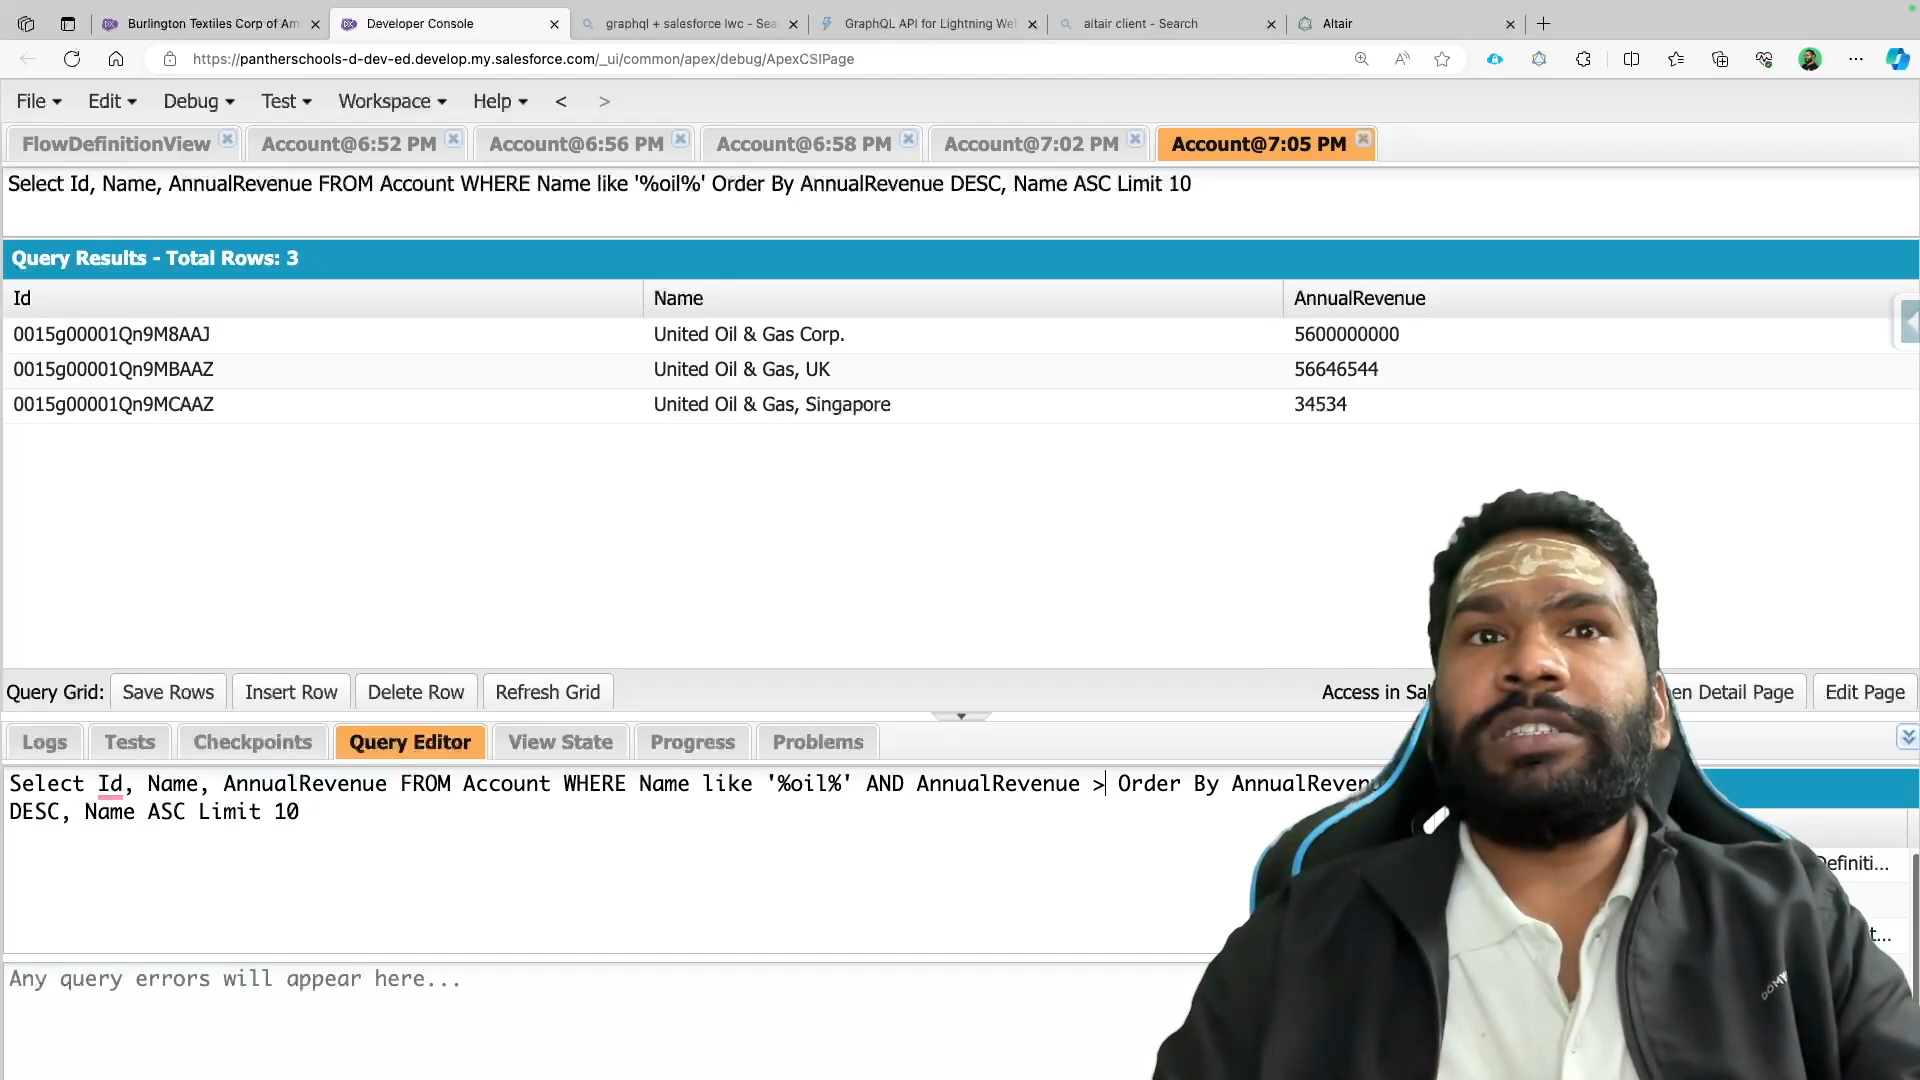 Burlington Textiles Corp of Am
Developer Console
graphql + salesforce lwc - Sea
GraphQL API for Lightning Web
altair client - Search
Altair
https://pantherschools-d-dev-ed.develop.my.salesforce.com/_ui/common/apex/debug/ApexCSIPage
File Edit Debug Test Workspace Help < >
FlowDefinitionView Account@6:52 PM Account@6:56 PM Account@6:58 PM Account@7:02 PM Account@7:05 PM
Select Id, Name, AnnualRevenue FROM Account WHERE Name like '%oil%' Order By AnnualRevenue DESC, Name ASC Limit 10
Query Results - Total Rows: 3
Id Name AnnualRevenue
0015g00001Qn9M8AAJ United Oil & Gas Corp. 5600000000
0015g00001Qn9MBAAZ United Oil & Gas, UK 56646544
0015g00001Qn9MCAAZ United Oil & Gas, Singapore 34534
Query Grid: Save Rows Insert Row Delete Row Refresh Grid Access in Sal en Detail Page Edit Page
Logs Tests Checkpoints Query Editor View State Progress Problems
Select Id, Name, AnnualRevenue FROM Account WHERE Name like '%oil%' AND AnnualRevenue > Order By AnnualRevenu
DESC, Name ASC Limit 10
Definiti...
t...
Any query errors will appear here...
DOMY